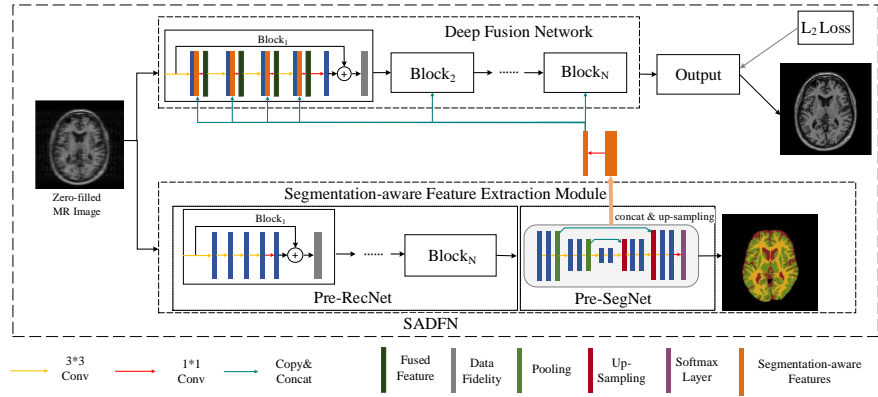 Deep Fusion Network
L2 Loss
Block1
Block2
......
BlockN
Output
Zero-filled
MR Image
Segmentation-aware Feature Extraction Module
concat & up-sampling
Block1
......
BlockN
Pre-RecNet
Pre-SegNet
SADFN
3*3
Conv
1*1
Conv
Copy&
Concat
Fused
Feature
Data
Fidelity
Pooling
Up-
Sampling
Softmax
Layer
Segmentation-aware
Features